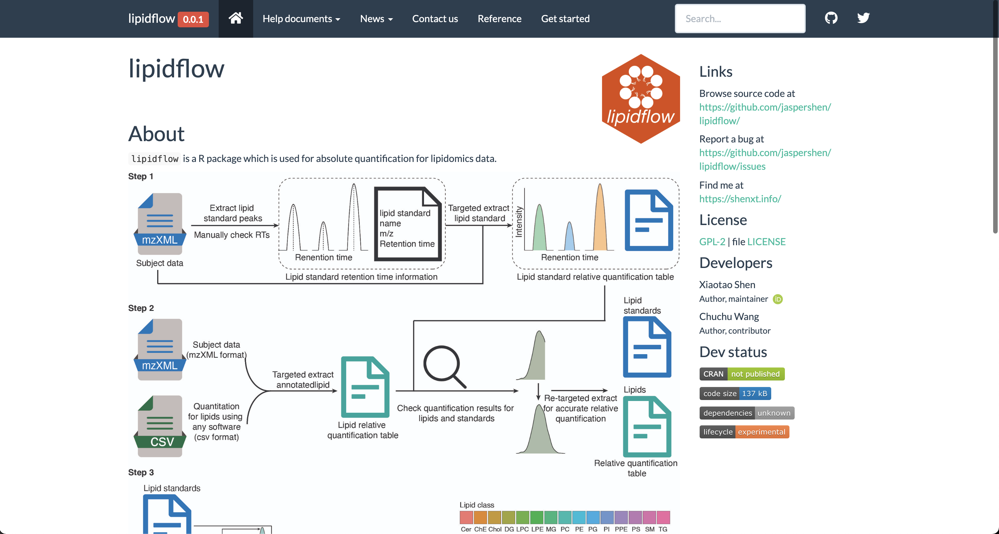 lipidflow 0.0.1 Help documents News Contact us Reference Get started Search...
lipidflow
lipidflow
About
lipidflow is a R package which is used for absolute quantification for lipidomics data.
Step 1
mzXML
Subject data
Extract lipid
standard peaks
Manually check RTs
Renention time
lipid standard
name
m/z
Retention time
Lipid standard retention time information
Targeted extract
lipid standard
Intensity
Renention time
Lipid standard relative quantification table
Step 2
mzXML
Subject data
(mzXML format)
CSV
Quantitation
for lipids using
any software
(csv format)
Targeted extract
annotatedlipid
Lipid relative
quantification table
Check quantification results for
lipids and standards
Re-targeted extract
for accurate relative
quantification
Lipid
standards
Lipids
Relative quantification
table
Step 3
Lipid standards
Lipid class
Cer ChE Chol DG LPC LPE MG PC PE PG PI PPE PS SM TG
Links
Browse source code at
https://github.com/jaspershen/
lipidflow/
Report a bug at
https://github.com/jaspershen/
lipidflow/issues
Find me at
https://shenxt.info/
License
GPL-2 | file LICENSE
Developers
Xiaotao Shen
Author, maintainer iD
Chuchu Wang
Author, contributor
Dev status
CRAN not published
code size 137 kB
dependencies unknown
lifecycle experimental